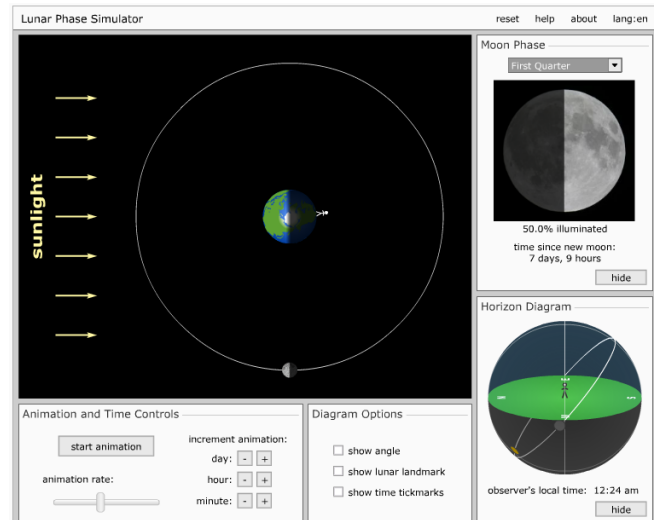 Lunar Phase Simulator
reset help about lang:en
sunlight
Moon Phase
First Quarter
50.0% illuminated
time since new moon:
7 days, 9 hours
hide
Horizon Diagram
observer's local time: 12:24 am
hide
Animation and Time Controls
start animation
animation rate:
increment animation:
day: - +
hour: - +
minute: - +
Diagram Options
show angle
show lunar landmark
show time tickmarks